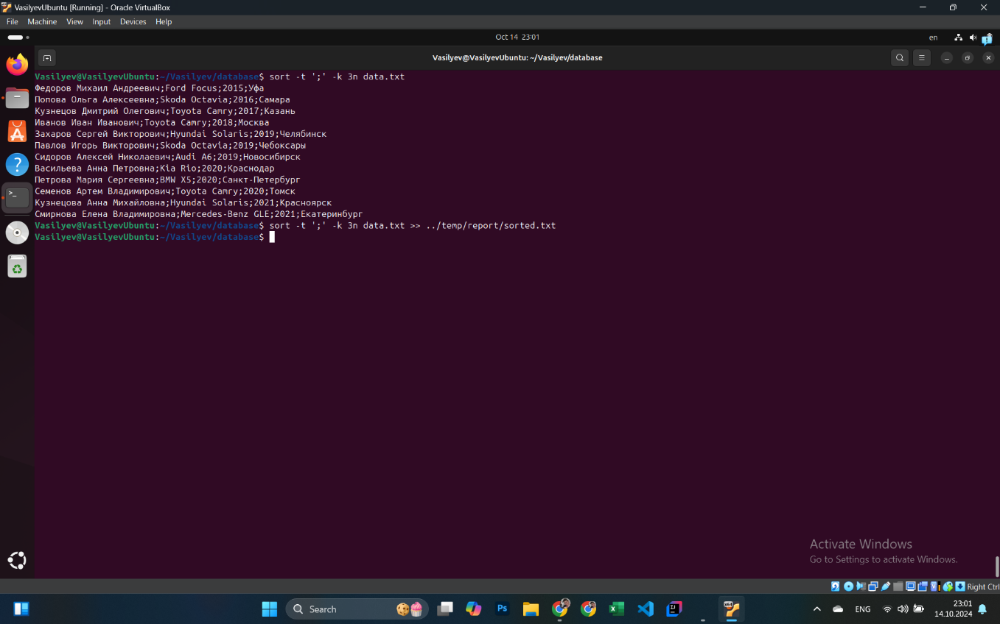 VasilyevUbuntu [Running] - Oracle VirtualBox
File Machine View Input Devices Help
Oct 14 23:01
en
Vasilyev@VasilyevUbuntu: ~/Vasilyev/database
Vasilyev@VasilyevUbuntu:~/Vasilyev/database$ sort -t ';' -k 3n data.txt
Федоров Михаил Андреевич;Ford Focus;2015;Уфа
Попова Ольга Алексеевна;Skoda Octavia;2016;Самара
Кузнецов Дмитрий Олегович;Toyota Camry;2017;Казань
Иванов Иван Иванович;Toyota Camry;2018;Москва
Захаров Сергей Викторович;Hyundai Solaris;2019;Челябинск
Павлов Игорь Викторович;Skoda Octavia;2019;Чебоксары
Сидоров Алексей Николаевич;Audi A6;2019;Новосибирск
Васильева Анна Петровна;Kia Rio;2020;Краснодар
Петрова Мария Сергеевна;BMW X5;2020;Санкт-Петербург
Семенов Артем Владимирович;Toyota Camry;2020;Томск
Кузнецова Анна Михайловна;Hyundai Solaris;2021;Красноярск
Смирнова Елена Владимировна;Mercedes-Benz GLE;2021;Екатеринбург
Vasilyev@VasilyevUbuntu:~/Vasilyev/database$ sort -t ';' -k 3n data.txt >> ../temp/report/sorted.txt
Vasilyev@VasilyevUbuntu:~/Vasilyev/database$
Activate Windows
Go to Settings to activate Windows.
Right Ctrl
Search
Ps
ENG
23:01
14.10.2024